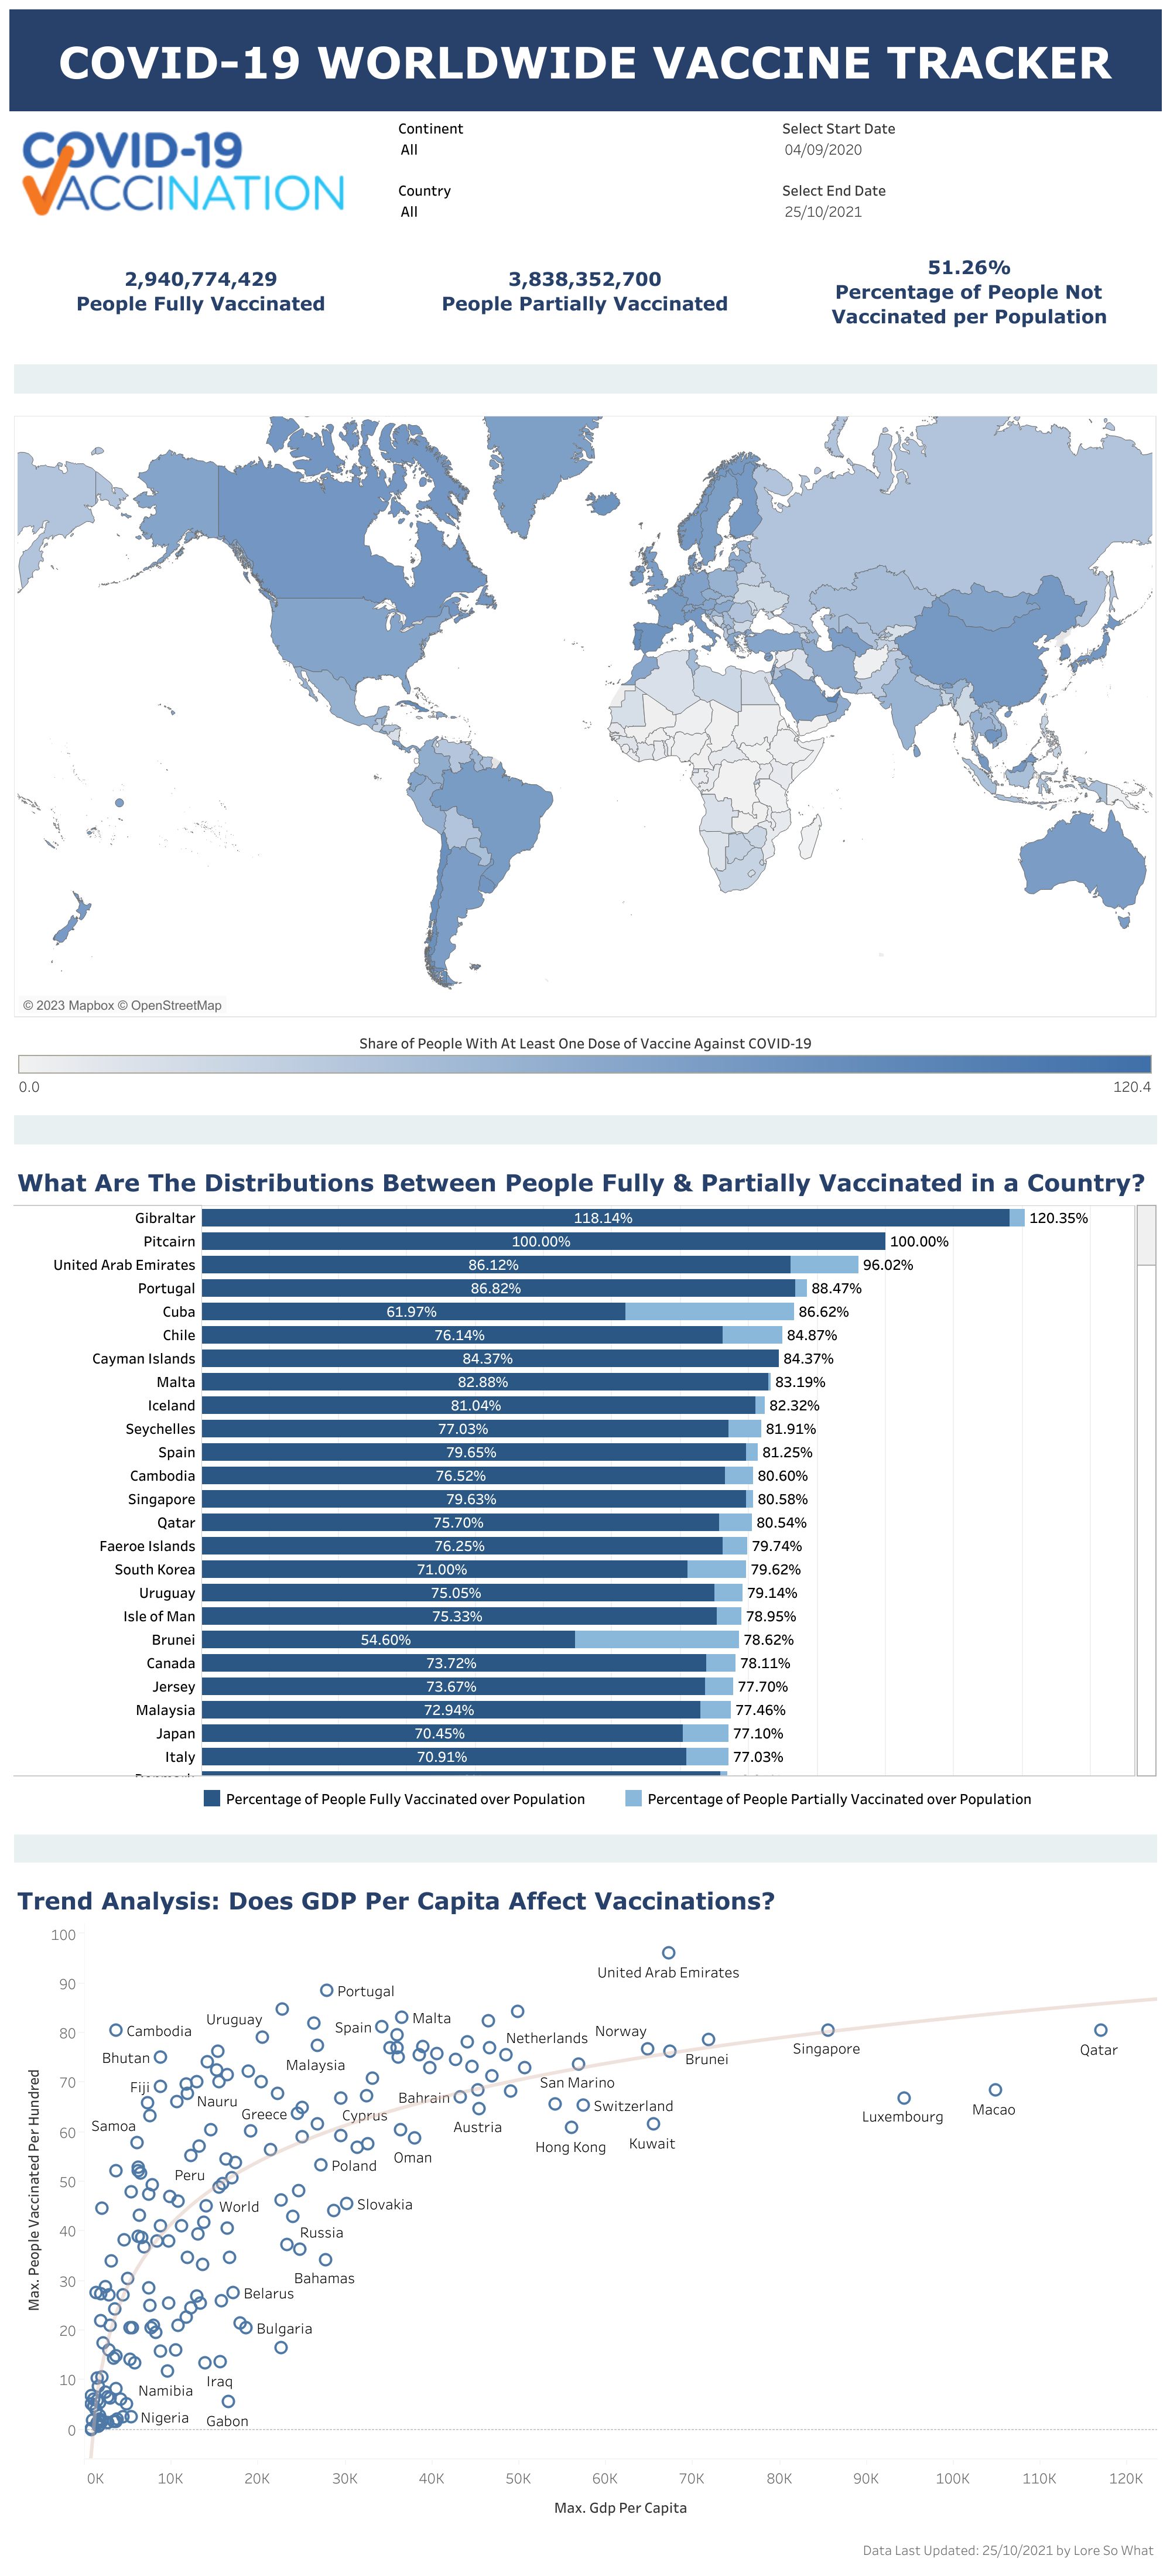 COVID-19 WORLDWIDE VACCINE TRACKER
COVID-19
VACCINATION
Continent
All
Country
All
Select Start Date
04/09/2020
Select End Date
25/10/2021
2,940,774,429
People Fully Vaccinated
3,838,352,700
People Partially Vaccinated
51.26%
Percentage of People Not
Vaccinated per Population
© 2023 Mapbox © OpenStreetMap
Share of People With At Least One Dose of Vaccine Against COVID-19
0.0 120.4
What Are The Distributions Between People Fully & Partially Vaccinated in a Country?
Gibraltar 118.14% 120.35%
Pitcairn 100.00% 100.00%
United Arab Emirates 86.12% 96.02%
Portugal 86.82% 88.47%
Cuba 61.97% 86.62%
Chile 76.14% 84.87%
Cayman Islands 84.37% 84.37%
Malta 82.88% 83.19%
Iceland 81.04% 82.32%
Seychelles 77.03% 81.91%
Spain 79.65% 81.25%
Cambodia 76.52% 80.60%
Singapore 79.63% 80.58%
Qatar 75.70% 80.54%
Faeroe Islands 76.25% 79.74%
South Korea 71.00% 79.62%
Uruguay 75.05% 79.14%
Isle of Man 75.33% 78.95%
Brunei 54.60% 78.62%
Canada 73.72% 78.11%
Jersey 73.67% 77.70%
Malaysia 72.94% 77.46%
Japan 70.45% 77.10%
Italy 70.91% 77.03%
Percentage of People Fully Vaccinated over Population Percentage of People Partially Vaccinated over Population
Trend Analysis: Does GDP Per Capita Affect Vaccinations?
Max. People Vaccinated Per Hundred
100
90
80
70
60
50
40
30
20
10
0
United Arab Emirates
Portugal
Uruguay
Malta
Cambodia
Spain
Netherlands
Norway
Singapore
Qatar
Bhutan
Malaysia
Brunei
Fiji
Nauru
Bahrain
San Marino
Samoa
Greece
Cyprus
Switzerland
Luxembourg
Macao
Austria
Hong Kong
Kuwait
Peru
Poland
Oman
World
Slovakia
Russia
Bahamas
Belarus
Bulgaria
Iraq
Namibia
Nigeria
Gabon
0K 10K 20K 30K 40K 50K 60K 70K 80K 90K 100K 110K 120K
Max. Gdp Per Capita
Data Last Updated: 25/10/2021 by Lore So What